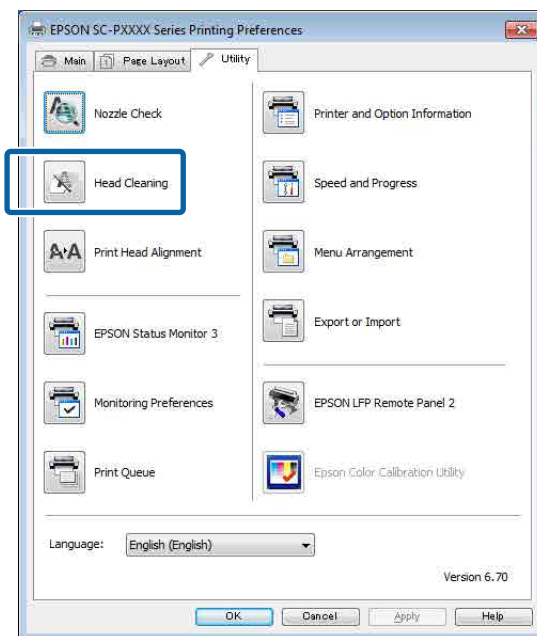 EPSON SC-PXXXX Series Printing Preferences
Main
Page Layout
Utility
Nozzle Check
Printer and Option Information
Head Cleaning
Speed and Progress
A A
Print Head Alignment
Menu Arrangement
EPSON Status Monitor 3
Export or Import
Monitoring Preferences
EPSON LFP Remote Panel 2
Print Queue
Epson Color Calibration Utility
Language:
English (English)
Version 6.70
OK
Cancel
Apply
Help